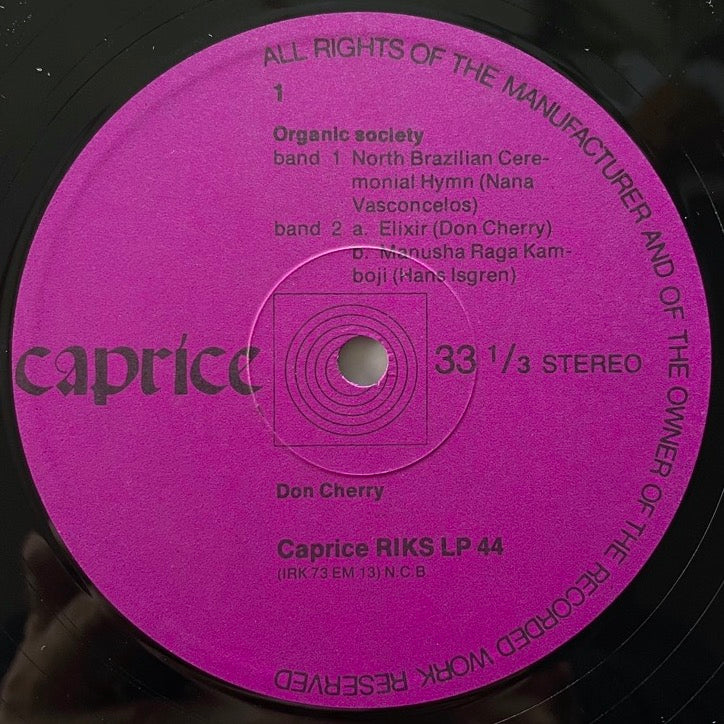 ALL RIGHTS OF THE MANUFACTURER AND OF THE OWNER OF THE RECORDED WORK RESERVED
1
Organic society
band 1 North Brazilian Cere-
monial Hymn (Nana
Vasconcelos)
band 2 a. Elixir (Don Cherry)
b. Manusha Raga Kam-
boji (Hans Isgren)
caprice
33 1/3 STEREO
Don Cherry
Caprice RIKS LP 44
(IRK 73 EM 13) N.C.B